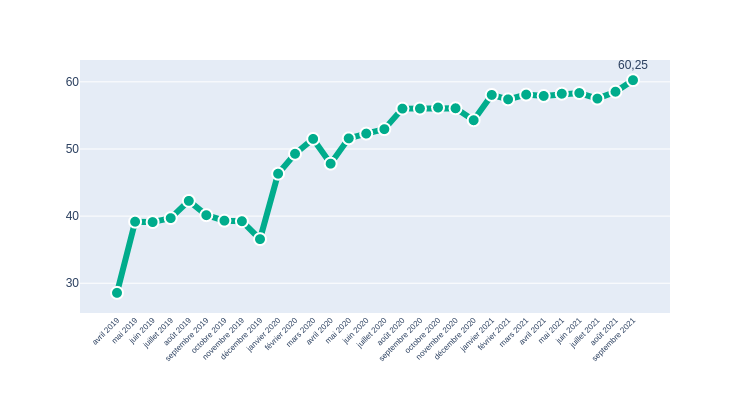 60,25
60
50
40
30
avril 2019
mai 2019
juin 2019
juillet 2019
août 2019
septembre 2019
octobre 2019
novembre 2019
décembre 2019
janvier 2020
février 2020
mars 2020
avril 2020
mai 2020
juin 2020
juillet 2020
août 2020
septembre 2020
octobre 2020
novembre 2020
décembre 2020
janvier 2021
février 2021
mars 2021
avril 2021
mai 2021
juin 2021
juillet 2021
août 2021
septembre 2021